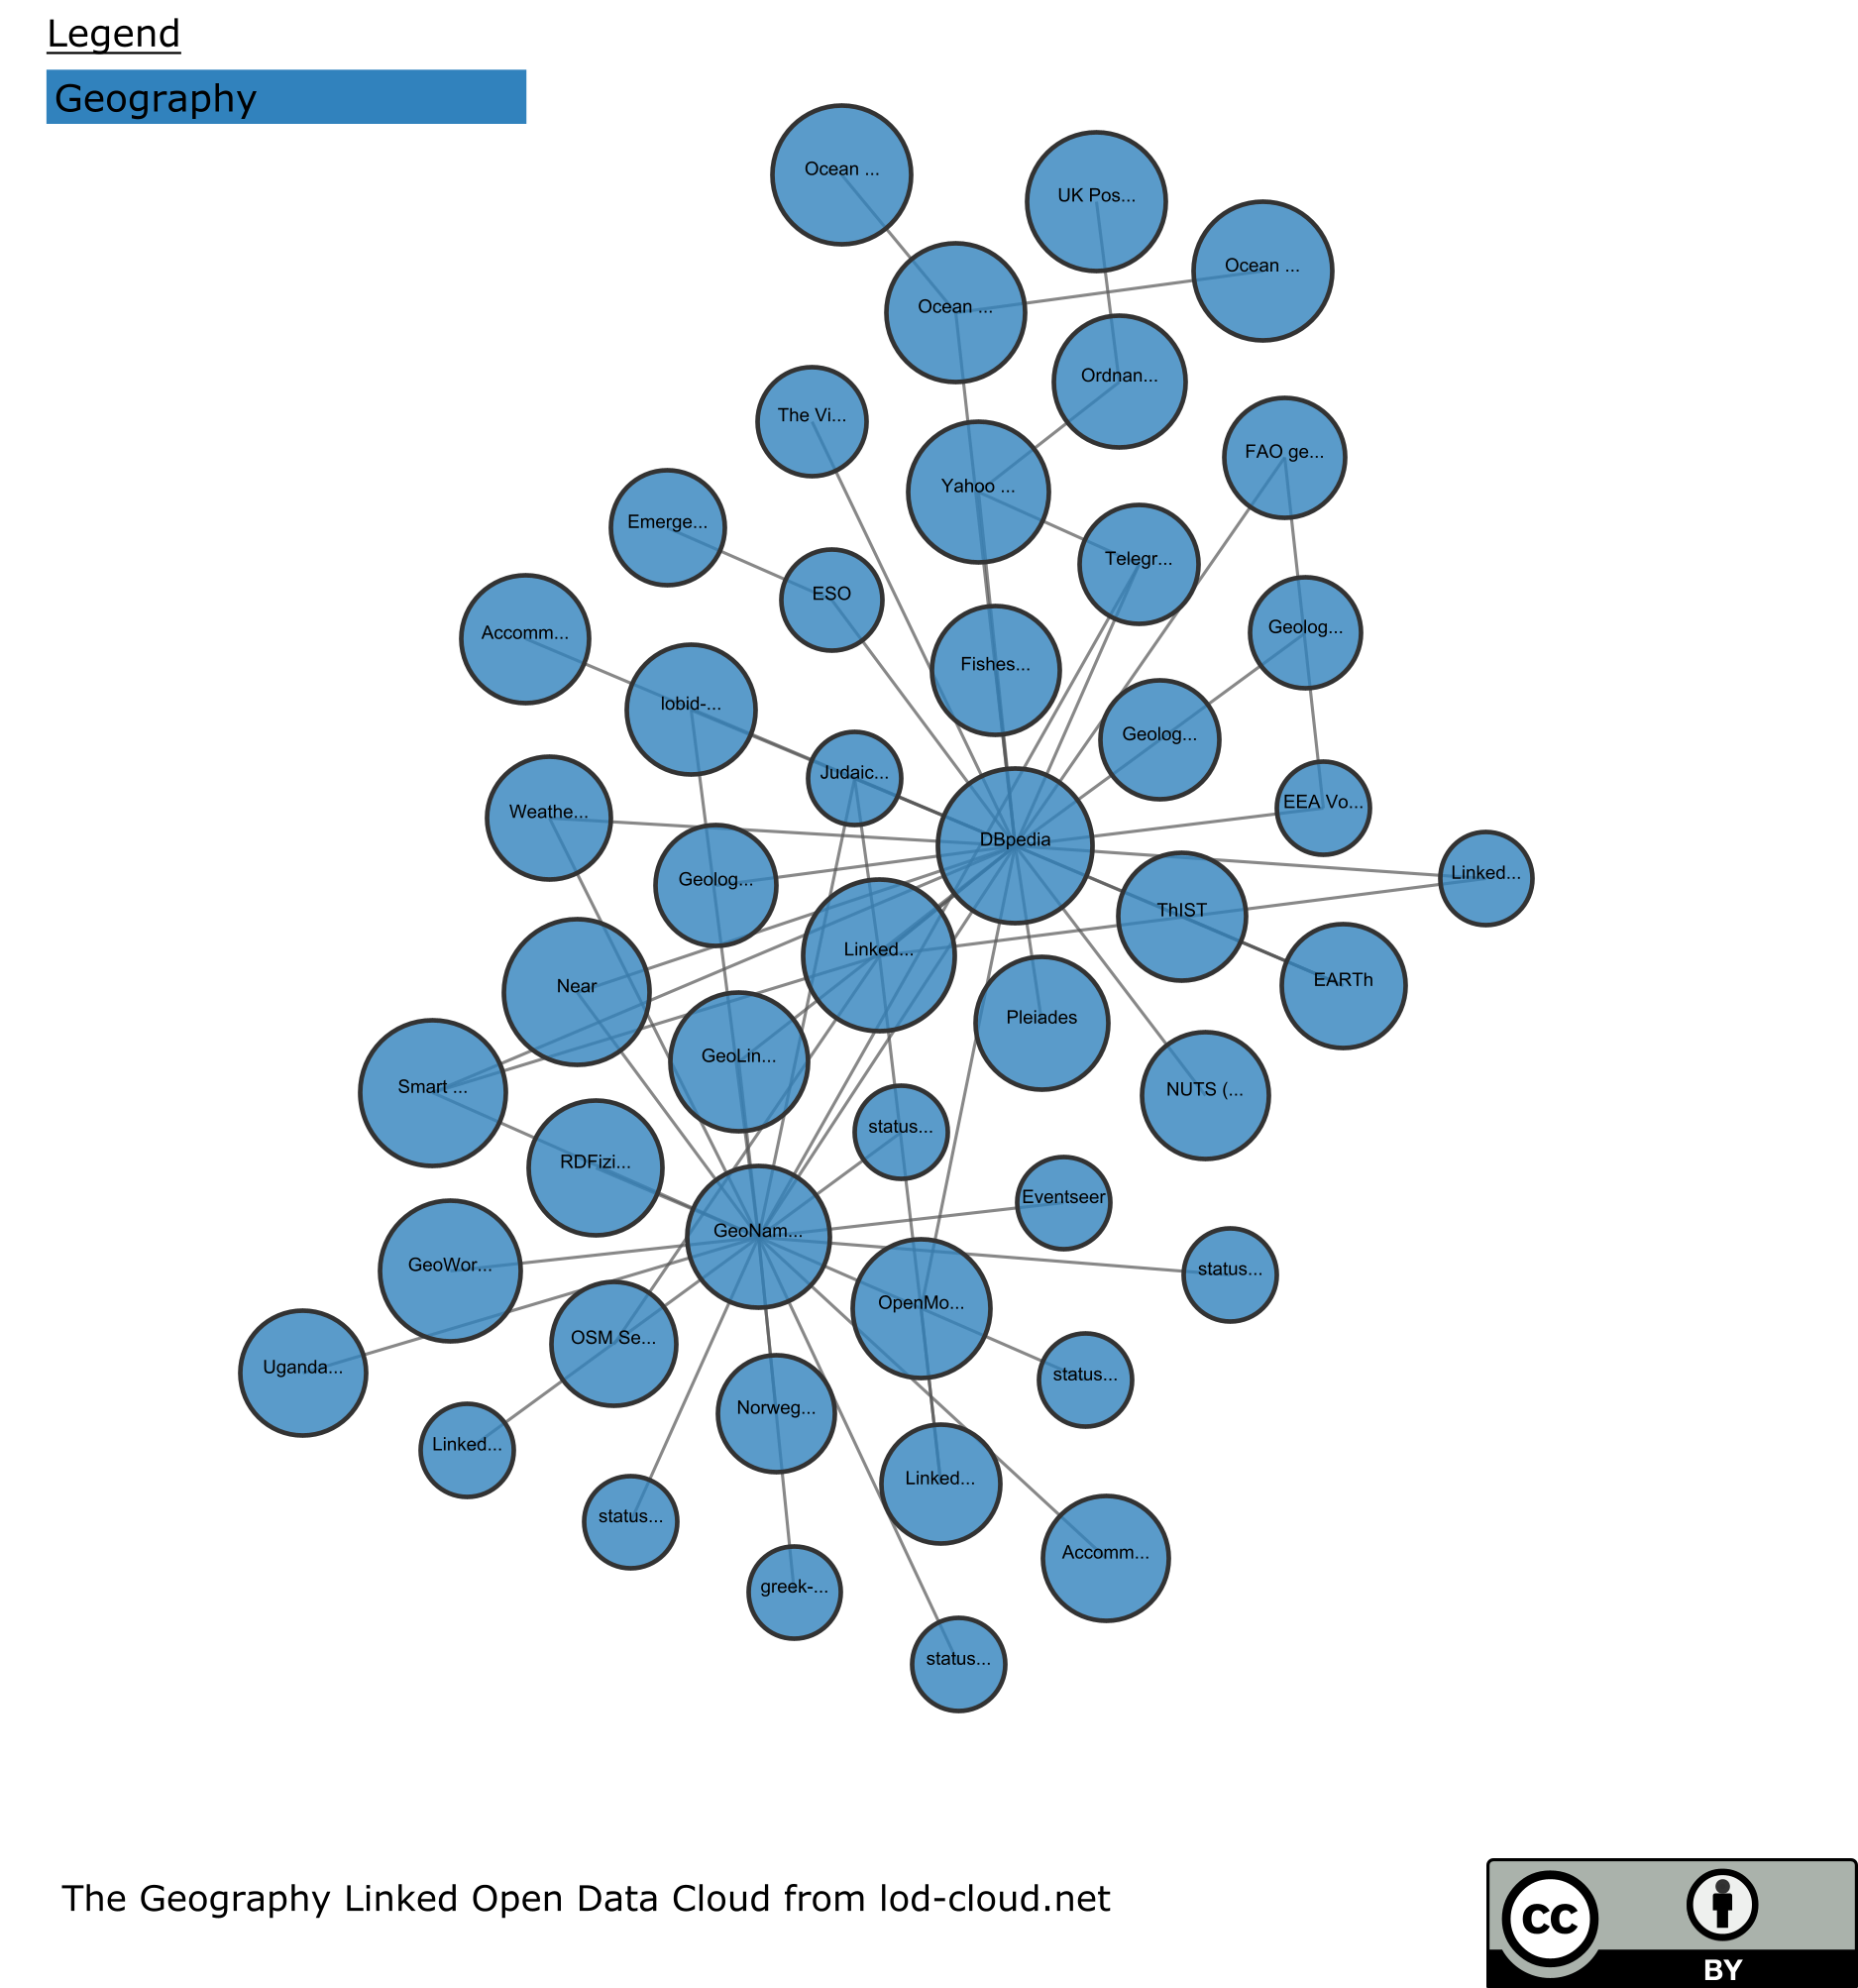 Legend
Geography
Ocean ...
UK Pos...
Ocean ...
Ocean ...
Ordnan...
The Vi...
FAO ge...
Yahoo ...
Emerge...
Telegr...
ESO
Geolog...
Accomm...
Fishes...
lobid-...
Geolog...
Judaic...
EEA Vo...
Weathe...
DBpedia
Linked...
Geolog...
ThIST
Linked...
EARTh
Near
Pleiades
GeoLin...
Smart ...
NUTS (...
status...
RDFizi...
Eventseer
GeoNam...
GeoWor...
status...
OpenMo...
OSM Se...
Uganda...
status...
Norweg...
Linked...
Linked...
status...
Accomm...
greek-...
status...
The Geography Linked Open Data Cloud from lod-cloud.net
cc
BY